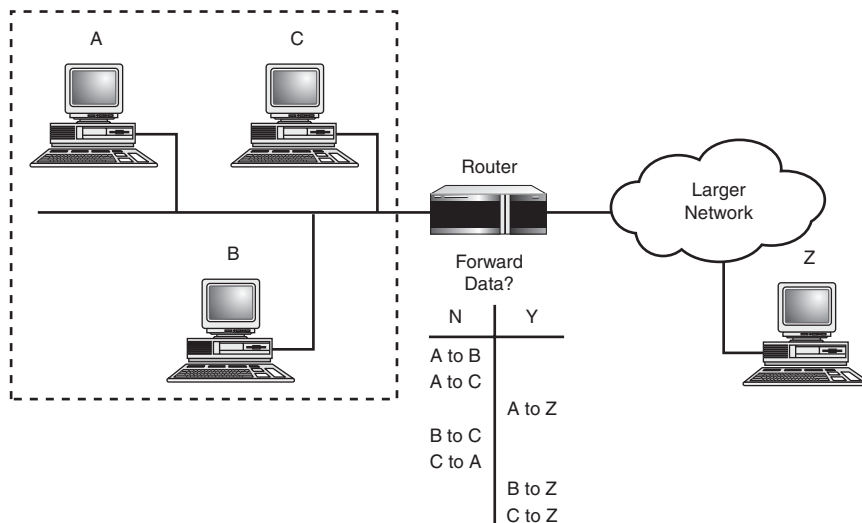 A
C
Router
Larger
Network
B
Z
Forward
Data?
N Y
A to B
A to C
A to Z
B to C
C to A
B to Z
C to Z